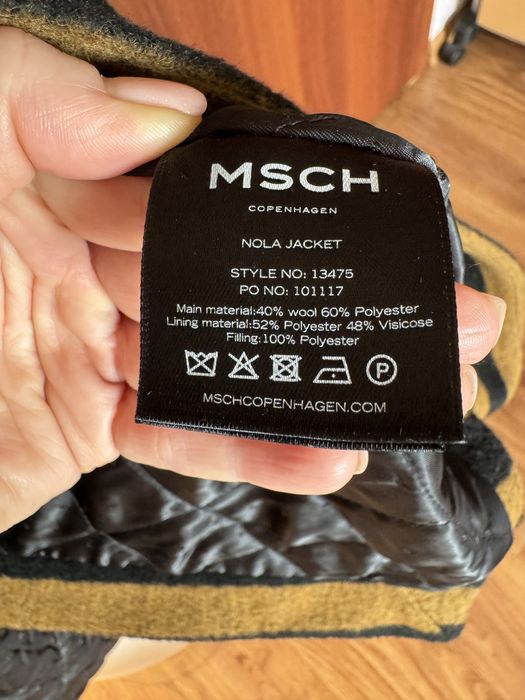 MSCH
COPENHAGEN
NOLA JACKET
STYLE NO: 13475
PO NO: 101117
Main material:40% wool 60% Polyester
Lining material:52% Polyester 48% Visicose
Filling:100% Polyester
P
MSCHCOPENHAGEN.COM